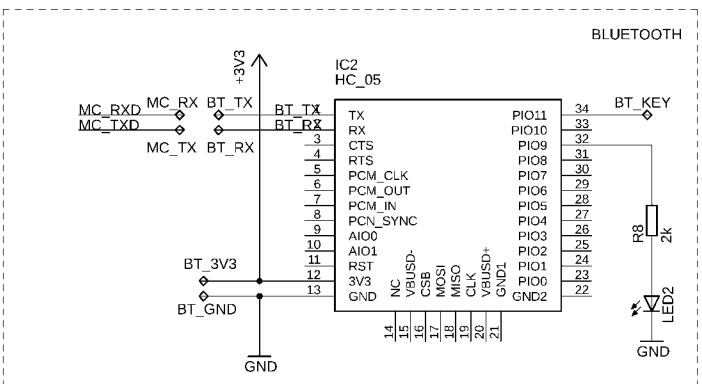 BLUETOOTH
+3V3
IC2
HC_05
MC_RXD MC_RX BT_TX BT_TX 1 TX
MC_TXD BT_RX 2 RX
MC_TX BT_RX
3 CTS
4 RTS
5 PCM_CLK
6 PCM_OUT
7 PCM_IN
8 PCN_SYNC
9 AIO0
10 AIO1
11 RST
BT_3V3 12 3V3
13 GND
BT_GND
GND
NC
VBUSD-
CSB
MOSI
MISO
CLK
VBUSD+
GND1
14
15
16
17
18
19
20
21
PIO11 34 BT_KEY
PIO10 33
PIO9 32
PIO8 31
PIO7 30
PIO6 29
PIO5 28
PIO4 27
PIO3 26
PIO2 25
PIO1 24
PIO0 23
GND2 22
R8
2k
LED2
GND